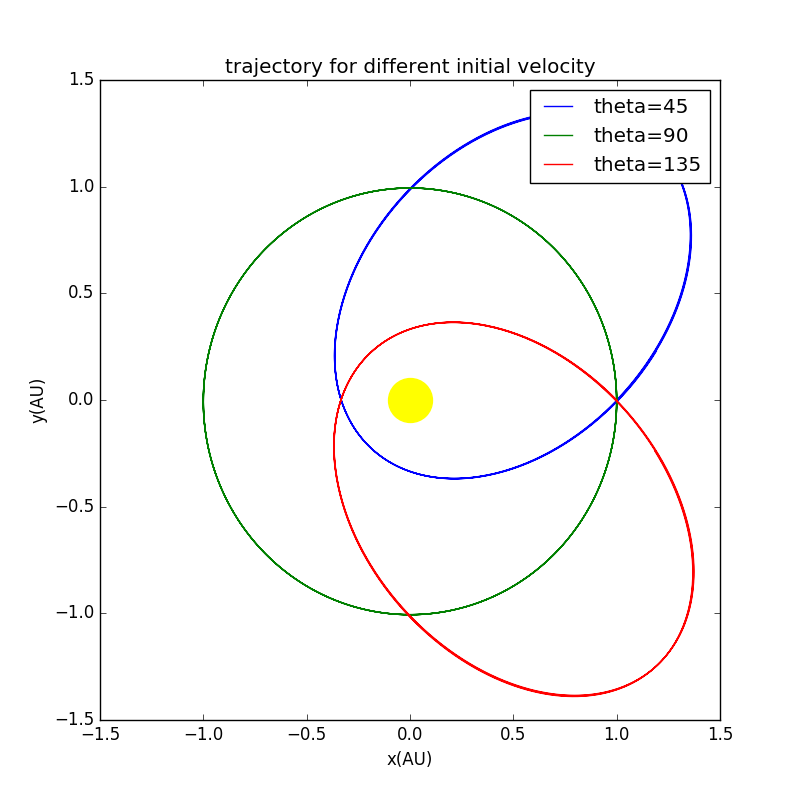 trajectory for different initial velocity
theta=45
theta=90
theta=135
1.5
1.0
0.5
0.0
−0.5
−1.0
−1.5
y(AU)
−1.5 −1.0 −0.5 0.0 0.5 1.0 1.5
x(AU)